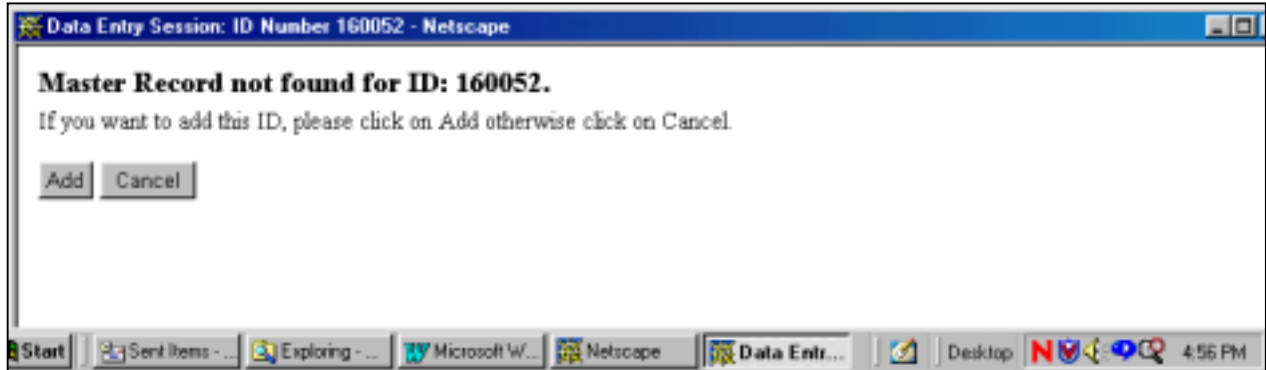 Data Entry Session: ID Number 160052 - Netscape
Master Record not found for ID: 160052.
If you want to add this ID, please click on Add otherwise click on Cancel.
Add Cancel
Start Sent Items - ... Exploring - ... Microsoft W... Netscape Data Entr... Desktop N 4:56 PM